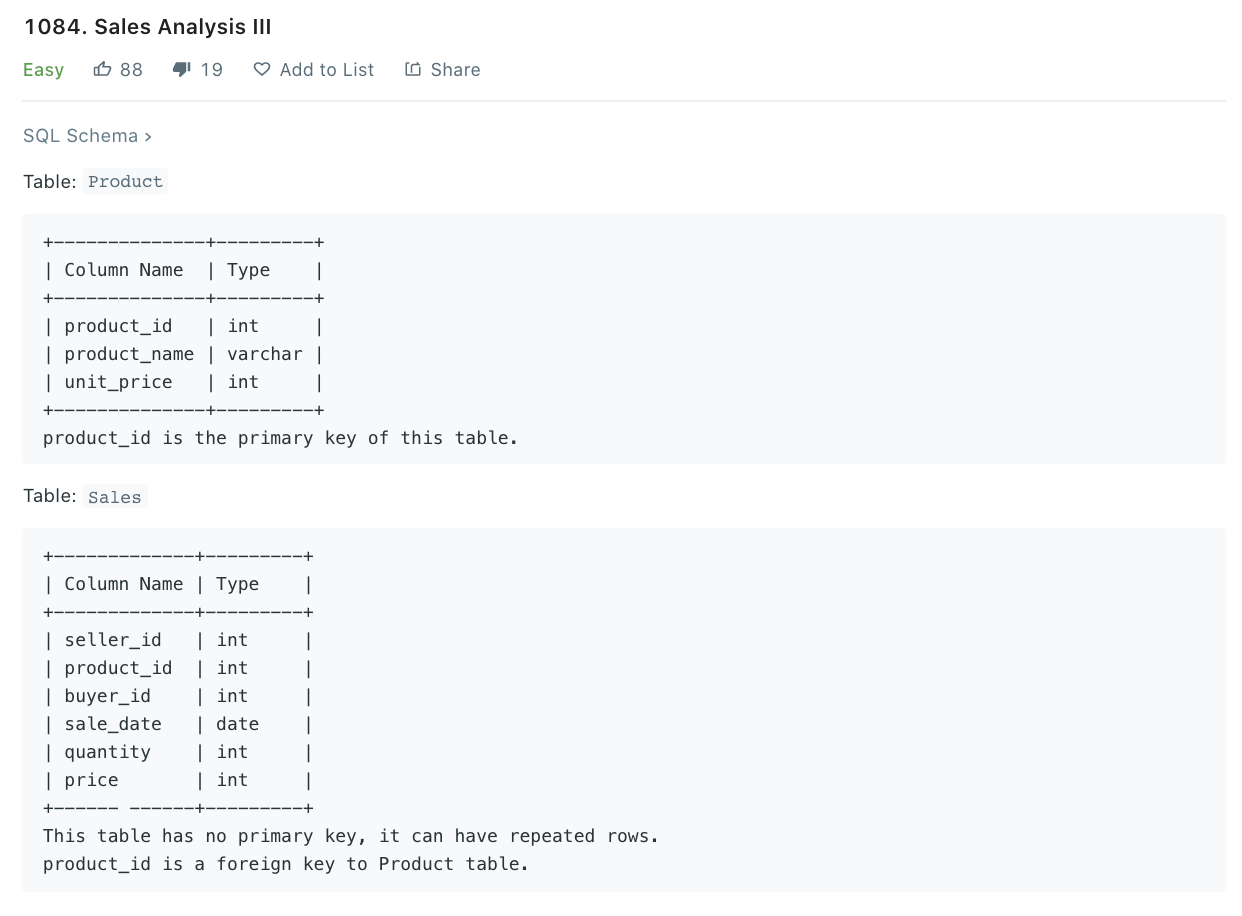 1084. Sales Analysis III
Easy 88 19 Add to List Share
SQL Schema >
Table: Product
+--------------+---------+
| Column Name  | Type    |
+--------------+---------+
| product_id   | int     |
| product_name | varchar |
| unit_price   | int     |
+--------------+---------+
product_id is the primary key of this table.
Table: Sales
+-------------+---------+
| Column Name | Type    |
+-------------+---------+
| seller_id   | int     |
| product_id  | int     |
| buyer_id    | int     |
| sale_date   | date    |
| quantity    | int     |
| price       | int     |
+------ ------+---------+
This table has no primary key, it can have repeated rows.
product_id is a foreign key to Product table.